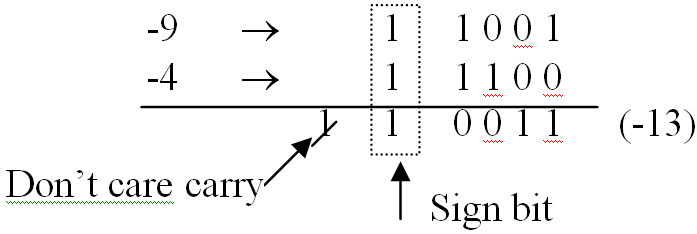 -9 → 1 1 0 0 1
-4 → 1 1 1 0 0
1 1 0 0 1 1 (-13)
Don't care carry
Sign bit